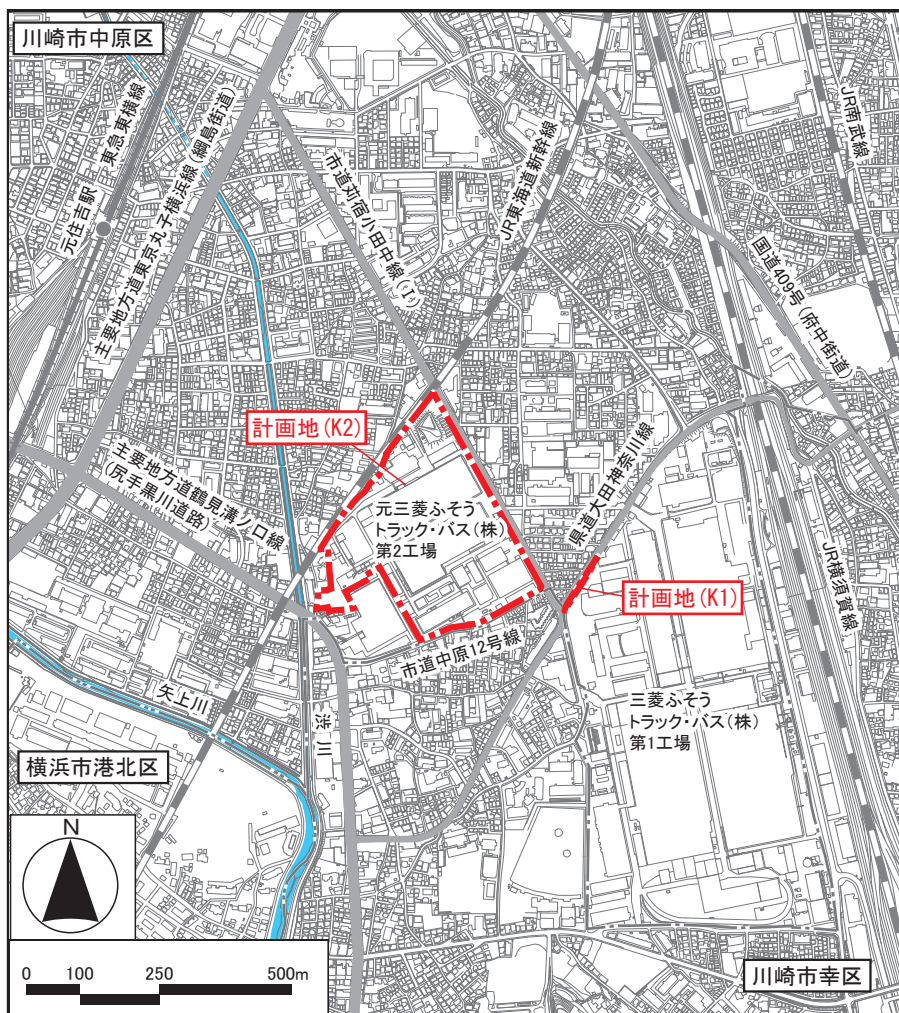 川崎市中原区
東急東横線
元住吉駅
主要地方道東京丸子横浜線(綱島街道)
市道苅宿小田中線(Ⅰ)
JR東海道新幹線
JR南武線
国道409号(府中街道)
計画地(K2)
主要地方道鶴見溝ノ口線
(尻手黒川道路)
元三菱ふそう
トラック・バス(株)
第2工場
県道大田神奈川線
計画地(K1)
JR横須賀線
市道中原12号線
矢上川
渋川
三菱ふそう
トラック・バス(株)
第1工場
横浜市港北区
N
0 100 250 500m
川崎市幸区